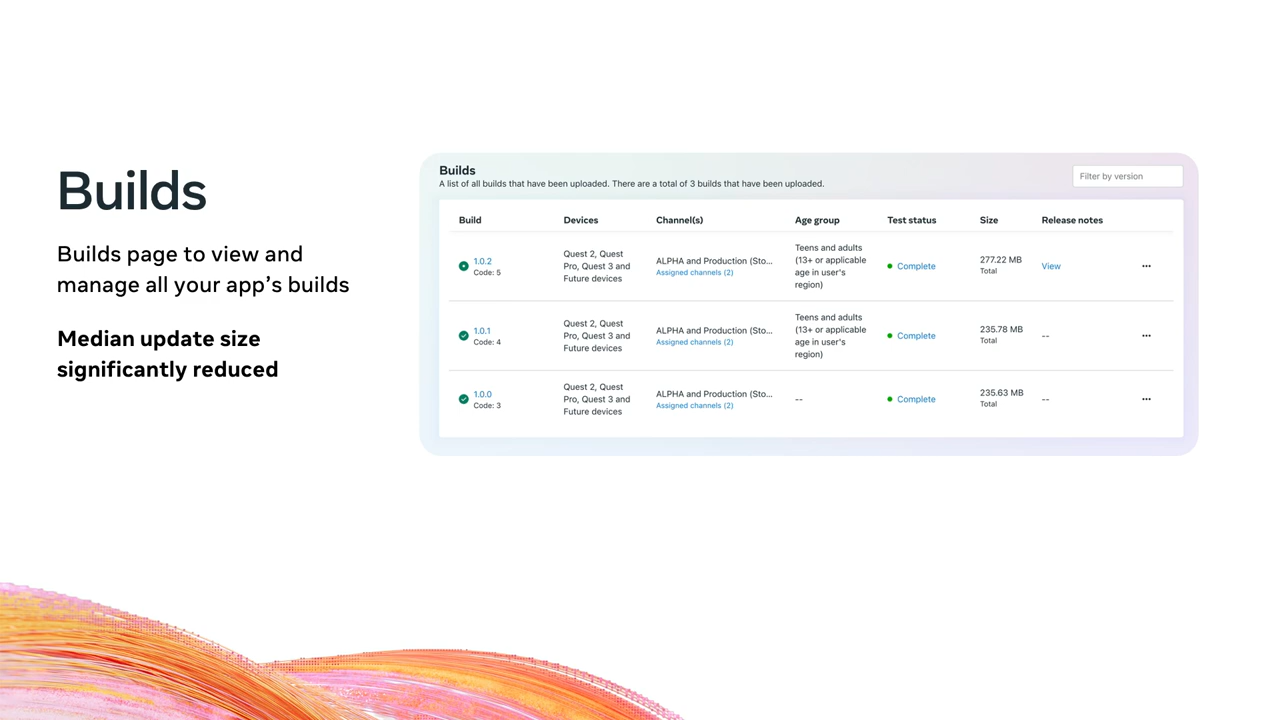 Builds
Builds page to view and
manage all your app's builds
Median update size
significantly reduced
Builds
A list of all builds that have been uploaded. There are a total of 3 builds that have been uploaded.
Filter by version
Build Devices Channel(s) Age group Test status Size Release notes
1.0.2
Code: 5
Quest 2, Quest
Pro, Quest 3 and
Future devices
ALPHA and Production (Sto...
Assigned channels (2)
Teens and adults
(13+ or applicable
age in user's
region)
Complete
277.22 MB
Total
View
•••
1.0.1
Code: 4
Quest 2, Quest
Pro, Quest 3 and
Future devices
ALPHA and Production (Sto...
Assigned channels (2)
Teens and adults
(13+ or applicable
age in user's
region)
Complete
235.78 MB
Total
--
•••
1.0.0
Code: 3
Quest 2, Quest
Pro, Quest 3 and
Future devices
ALPHA and Production (Sto...
Assigned channels (2)
--
Complete
235.63 MB
Total
--
•••